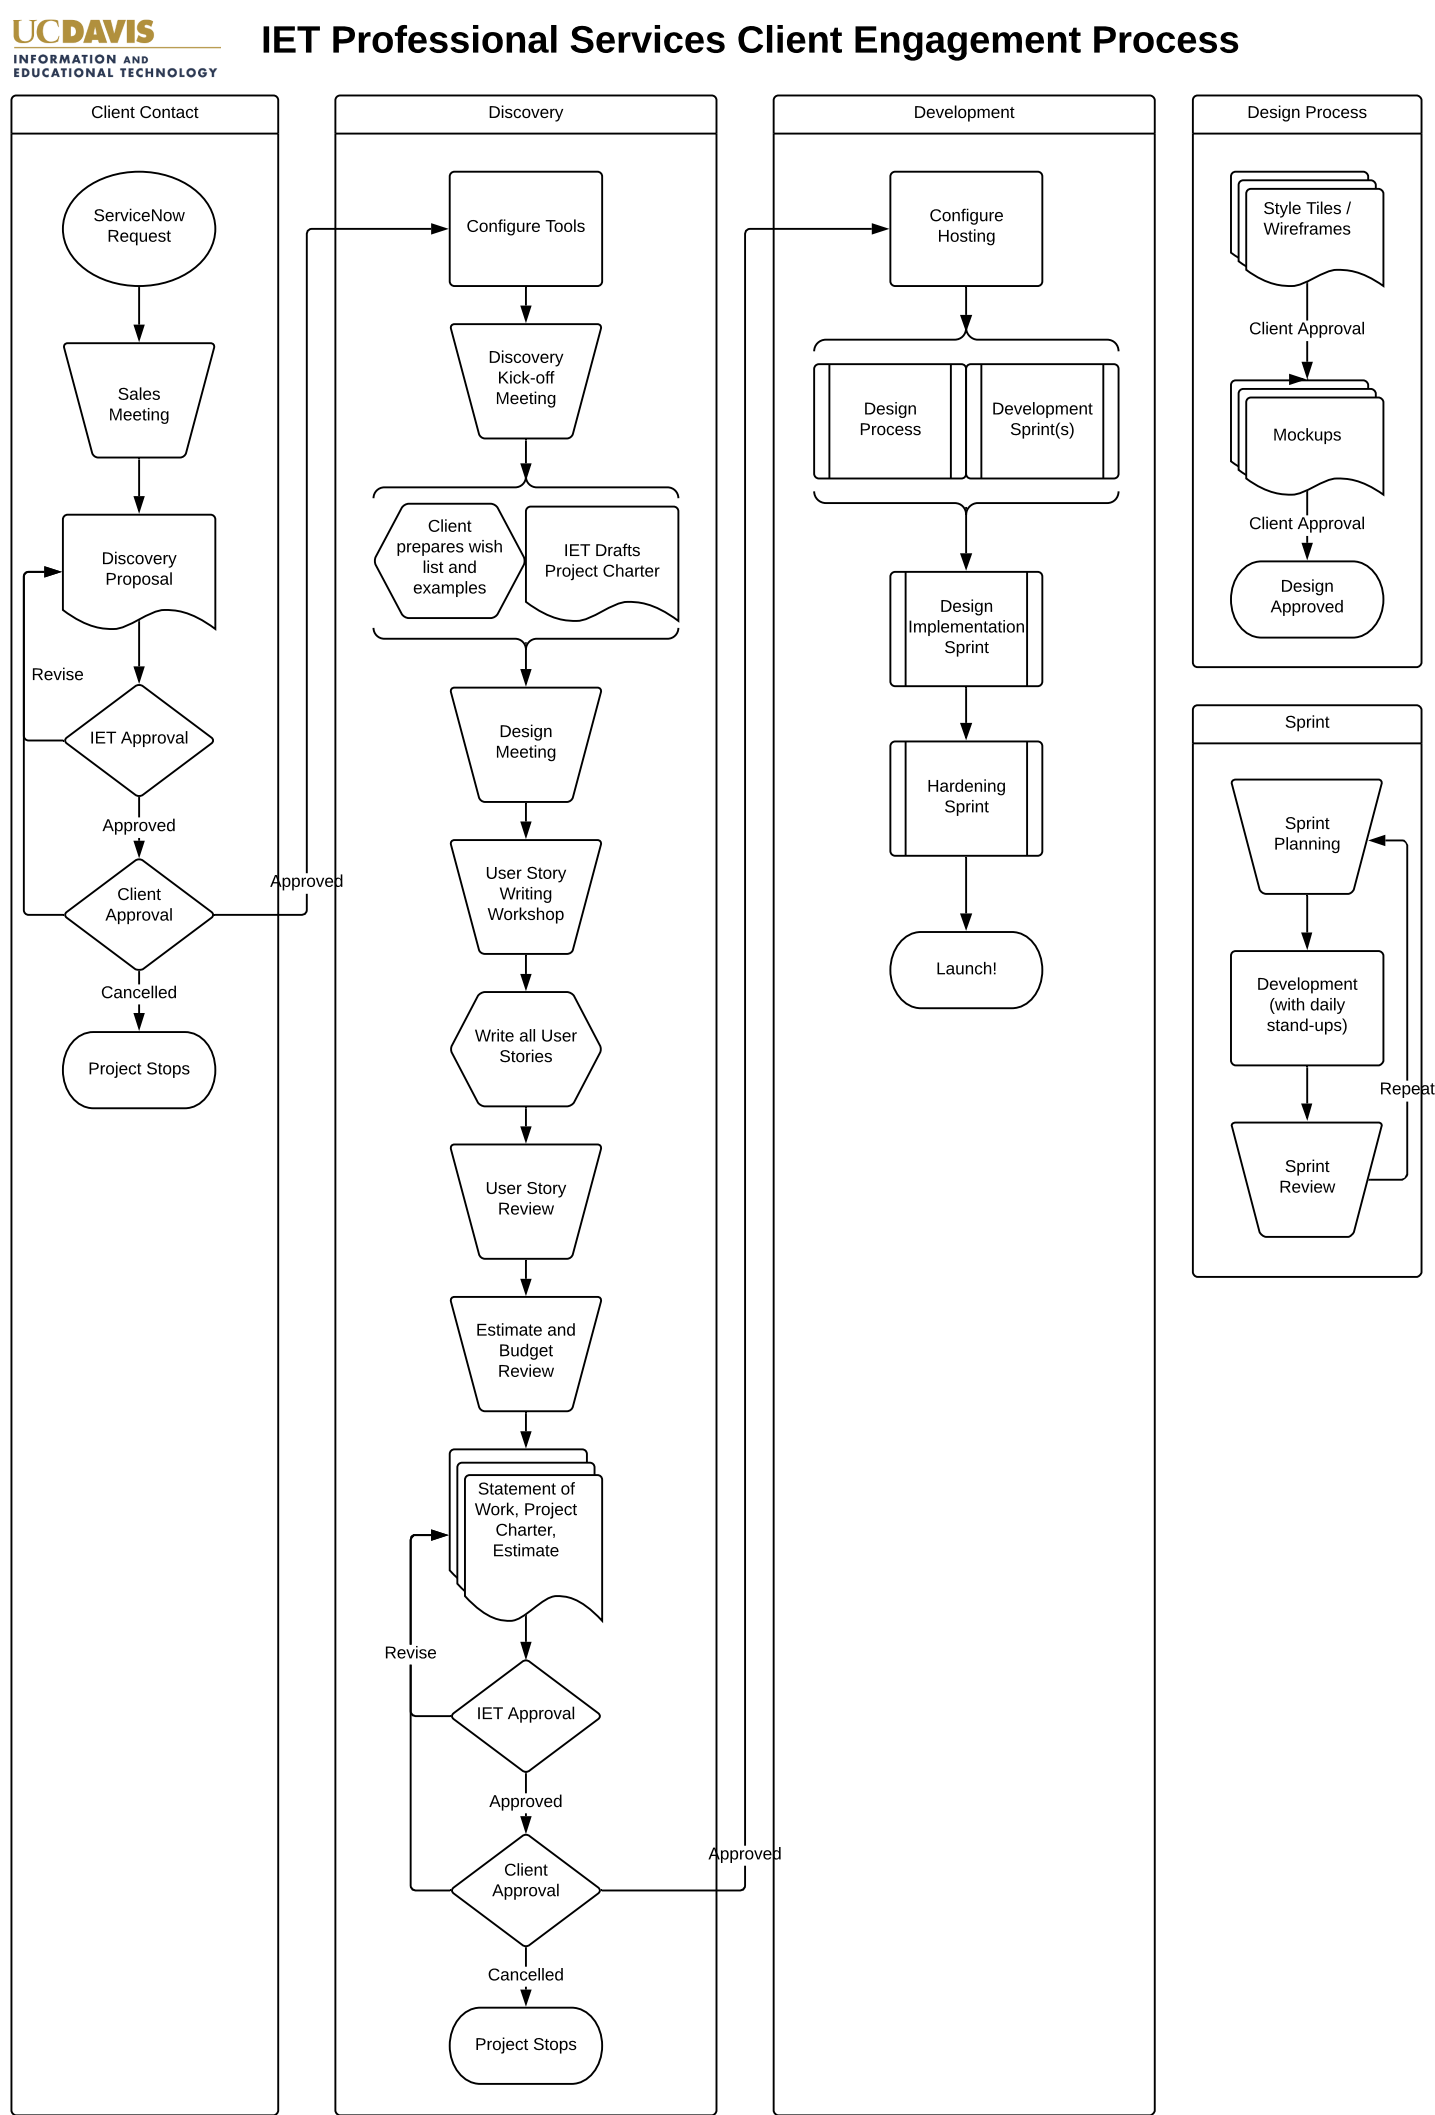 UCDAVIS
INFORMATION AND
EDUCATIONAL TECHNOLOGY
IET Professional Services Client Engagement Process
Client Contact
ServiceNow
Request
Sales
Meeting
Discovery
Proposal
Revise
IET Approval
Approved
Client
Approval
Approved
Cancelled
Project Stops
Discovery
Configure Tools
Discovery
Kick-off
Meeting
Client
prepares wish
list and
examples
IET Drafts
Project Charter
Design
Meeting
User Story
Writing
Workshop
Write all User
Stories
User Story
Review
Estimate and
Budget
Review
Statement of
Work, Project
Charter,
Estimate
Revise
IET Approval
Approved
Client
Approval
Approved
Cancelled
Project Stops
Development
Configure
Hosting
Design
Process
Development
Sprint(s)
Design
Implementation
Sprint
Hardening
Sprint
Launch!
Design Process
Style Tiles /
Wireframes
Client Approval
Mockups
Client Approval
Design
Approved
Sprint
Sprint
Planning
Development
(with daily
stand-ups)
Repeat
Sprint
Review